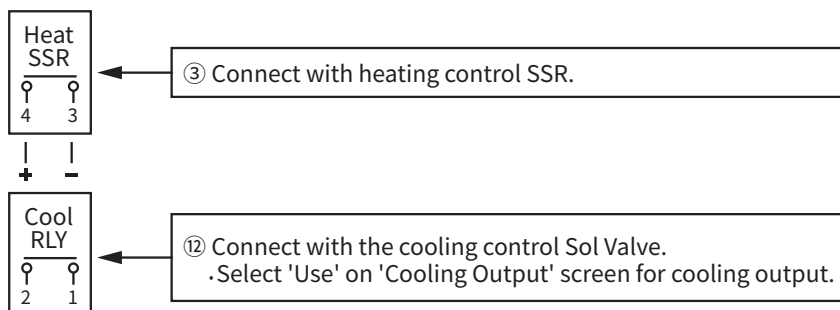 Heat
SSR
4 3
③ Connect with heating control SSR.
+ −
Cool
RLY
2 1
⑫ Connect with the cooling control Sol Valve.
·Select 'Use' on 'Cooling Output' screen for cooling output.